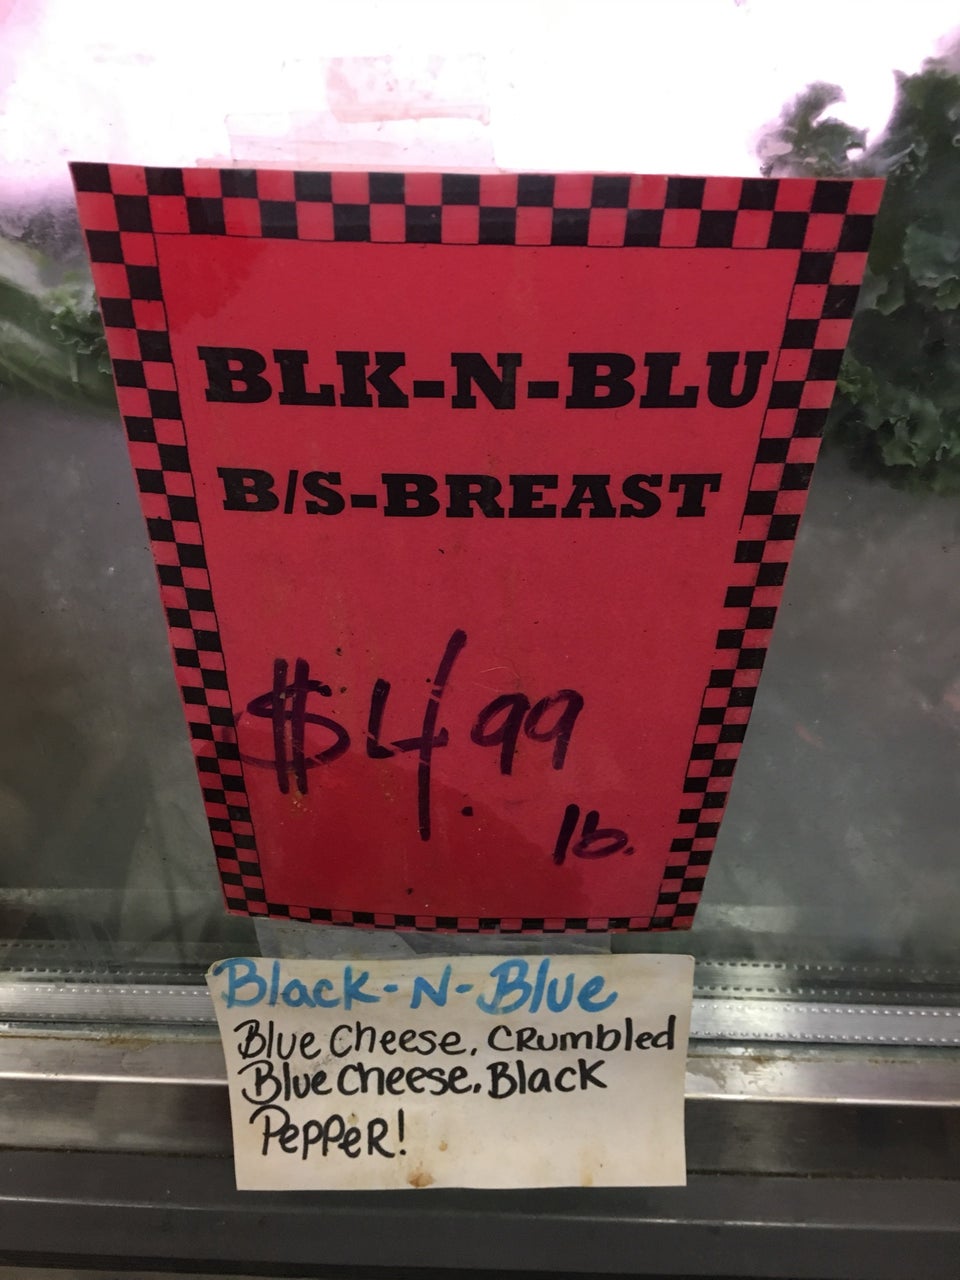 BLK-N-BLU
B/S-BREAST
$4.99
lb.
Black-N-Blue
Blue Cheese, Crumbled
Blue Cheese, Black
Pepper!